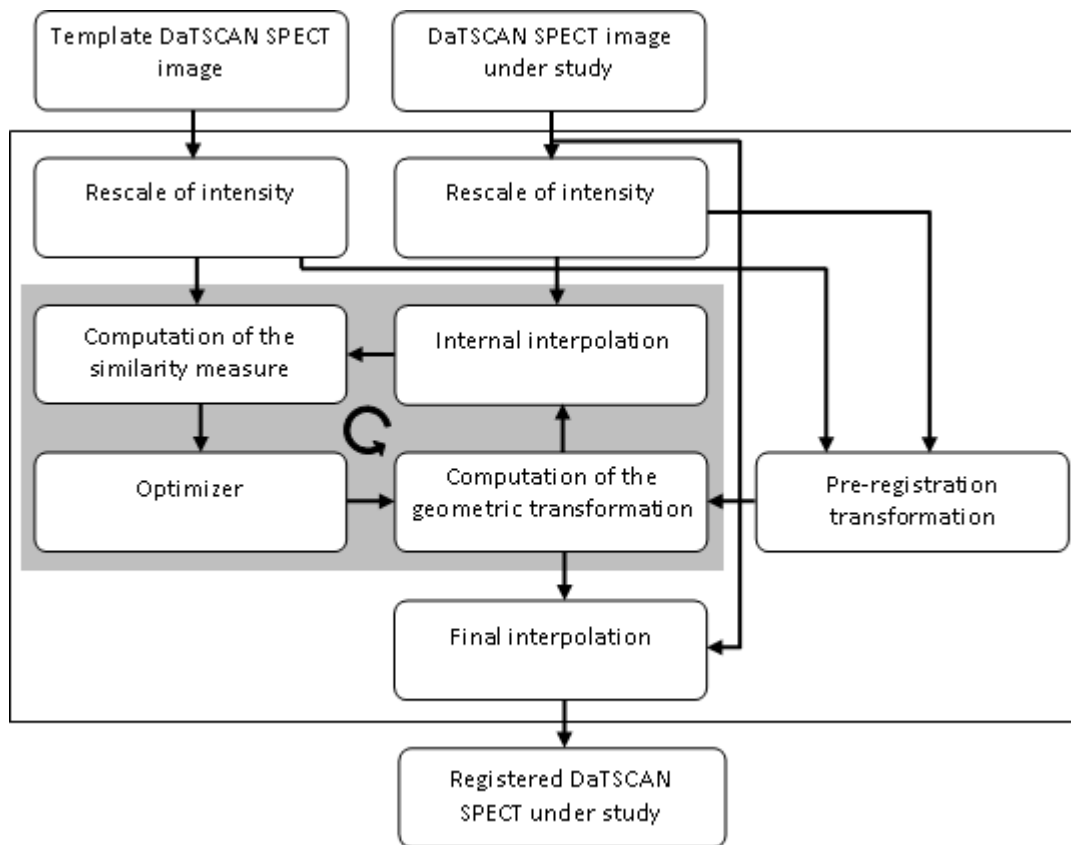 Template DaTSCAN SPECT
image
DaTSCAN SPECT image
under study
Rescale of intensity
Rescale of intensity
Computation of the
similarity measure
Internal interpolation
Optimizer
Computation of the
geometric transformation
Pre-registration
transformation
Final interpolation
Registered DaTSCAN
SPECT under study